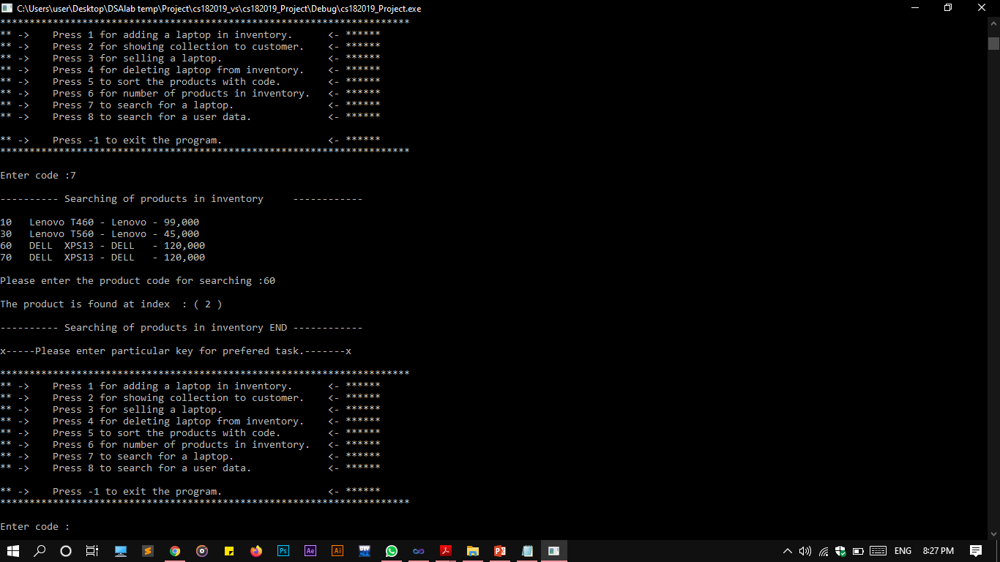 C:\Users\user\Desktop\DSAlab temp\Project\cs182019_vs\cs182019_Project\Debug\cs182019_Project.exe
**********************************************************************
** ->    Press 1 for adding a laptop in inventory.      <- ******
** ->    Press 2 for showing collection to customer.    <- ******
** ->    Press 3 for selling a laptop.                  <- ******
** ->    Press 4 for deleting laptop from inventory.    <- ******
** ->    Press 5 to sort the products with code.        <- ******
** ->    Press 6 for number of products in inventory.   <- ******
** ->    Press 7 to search for a laptop.                <- ******
** ->    Press 8 to search for a user data.             <- ******
** ->    Press -1 to exit the program.                  <- ******
**********************************************************************
Enter code :7
---------- Searching of products in inventory     ------------
10   Lenovo T460 - Lenovo - 99,000
30   Lenovo T560 - Lenovo - 45,000
60   DELL  XPS13 - DELL   - 120,000
70   DELL  XPS13 - DELL   - 120,000
Please enter the product code for searching :60
The product is found at index  : ( 2 )
---------- Searching of products in inventory END ------------
x-----Please enter particular key for prefered task.-------x
**********************************************************************
** ->    Press 1 for adding a laptop in inventory.      <- ******
** ->    Press 2 for showing collection to customer.    <- ******
** ->    Press 3 for selling a laptop.                  <- ******
** ->    Press 4 for deleting laptop from inventory.    <- ******
** ->    Press 5 to sort the products with code.        <- ******
** ->    Press 6 for number of products in inventory.   <- ******
** ->    Press 7 to search for a laptop.                <- ******
** ->    Press 8 to search for a user data.             <- ******
** ->    Press -1 to exit the program.                  <- ******
**********************************************************************
Enter code :
Ps Ae Ai ENG 8:27 PM